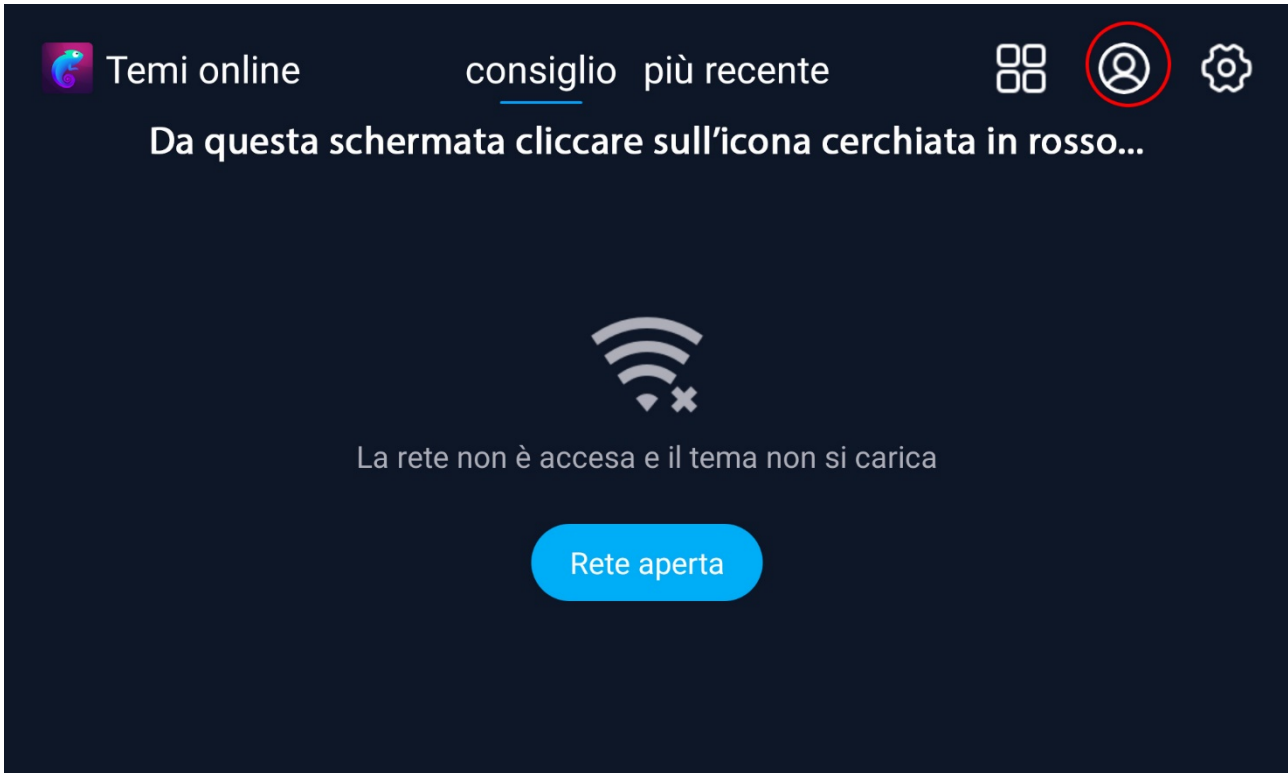 Temi online consiglio più recente
Da questa schermata cliccare sull'icona cerchiata in rosso...
La rete non è accesa e il tema non si carica
Rete aperta